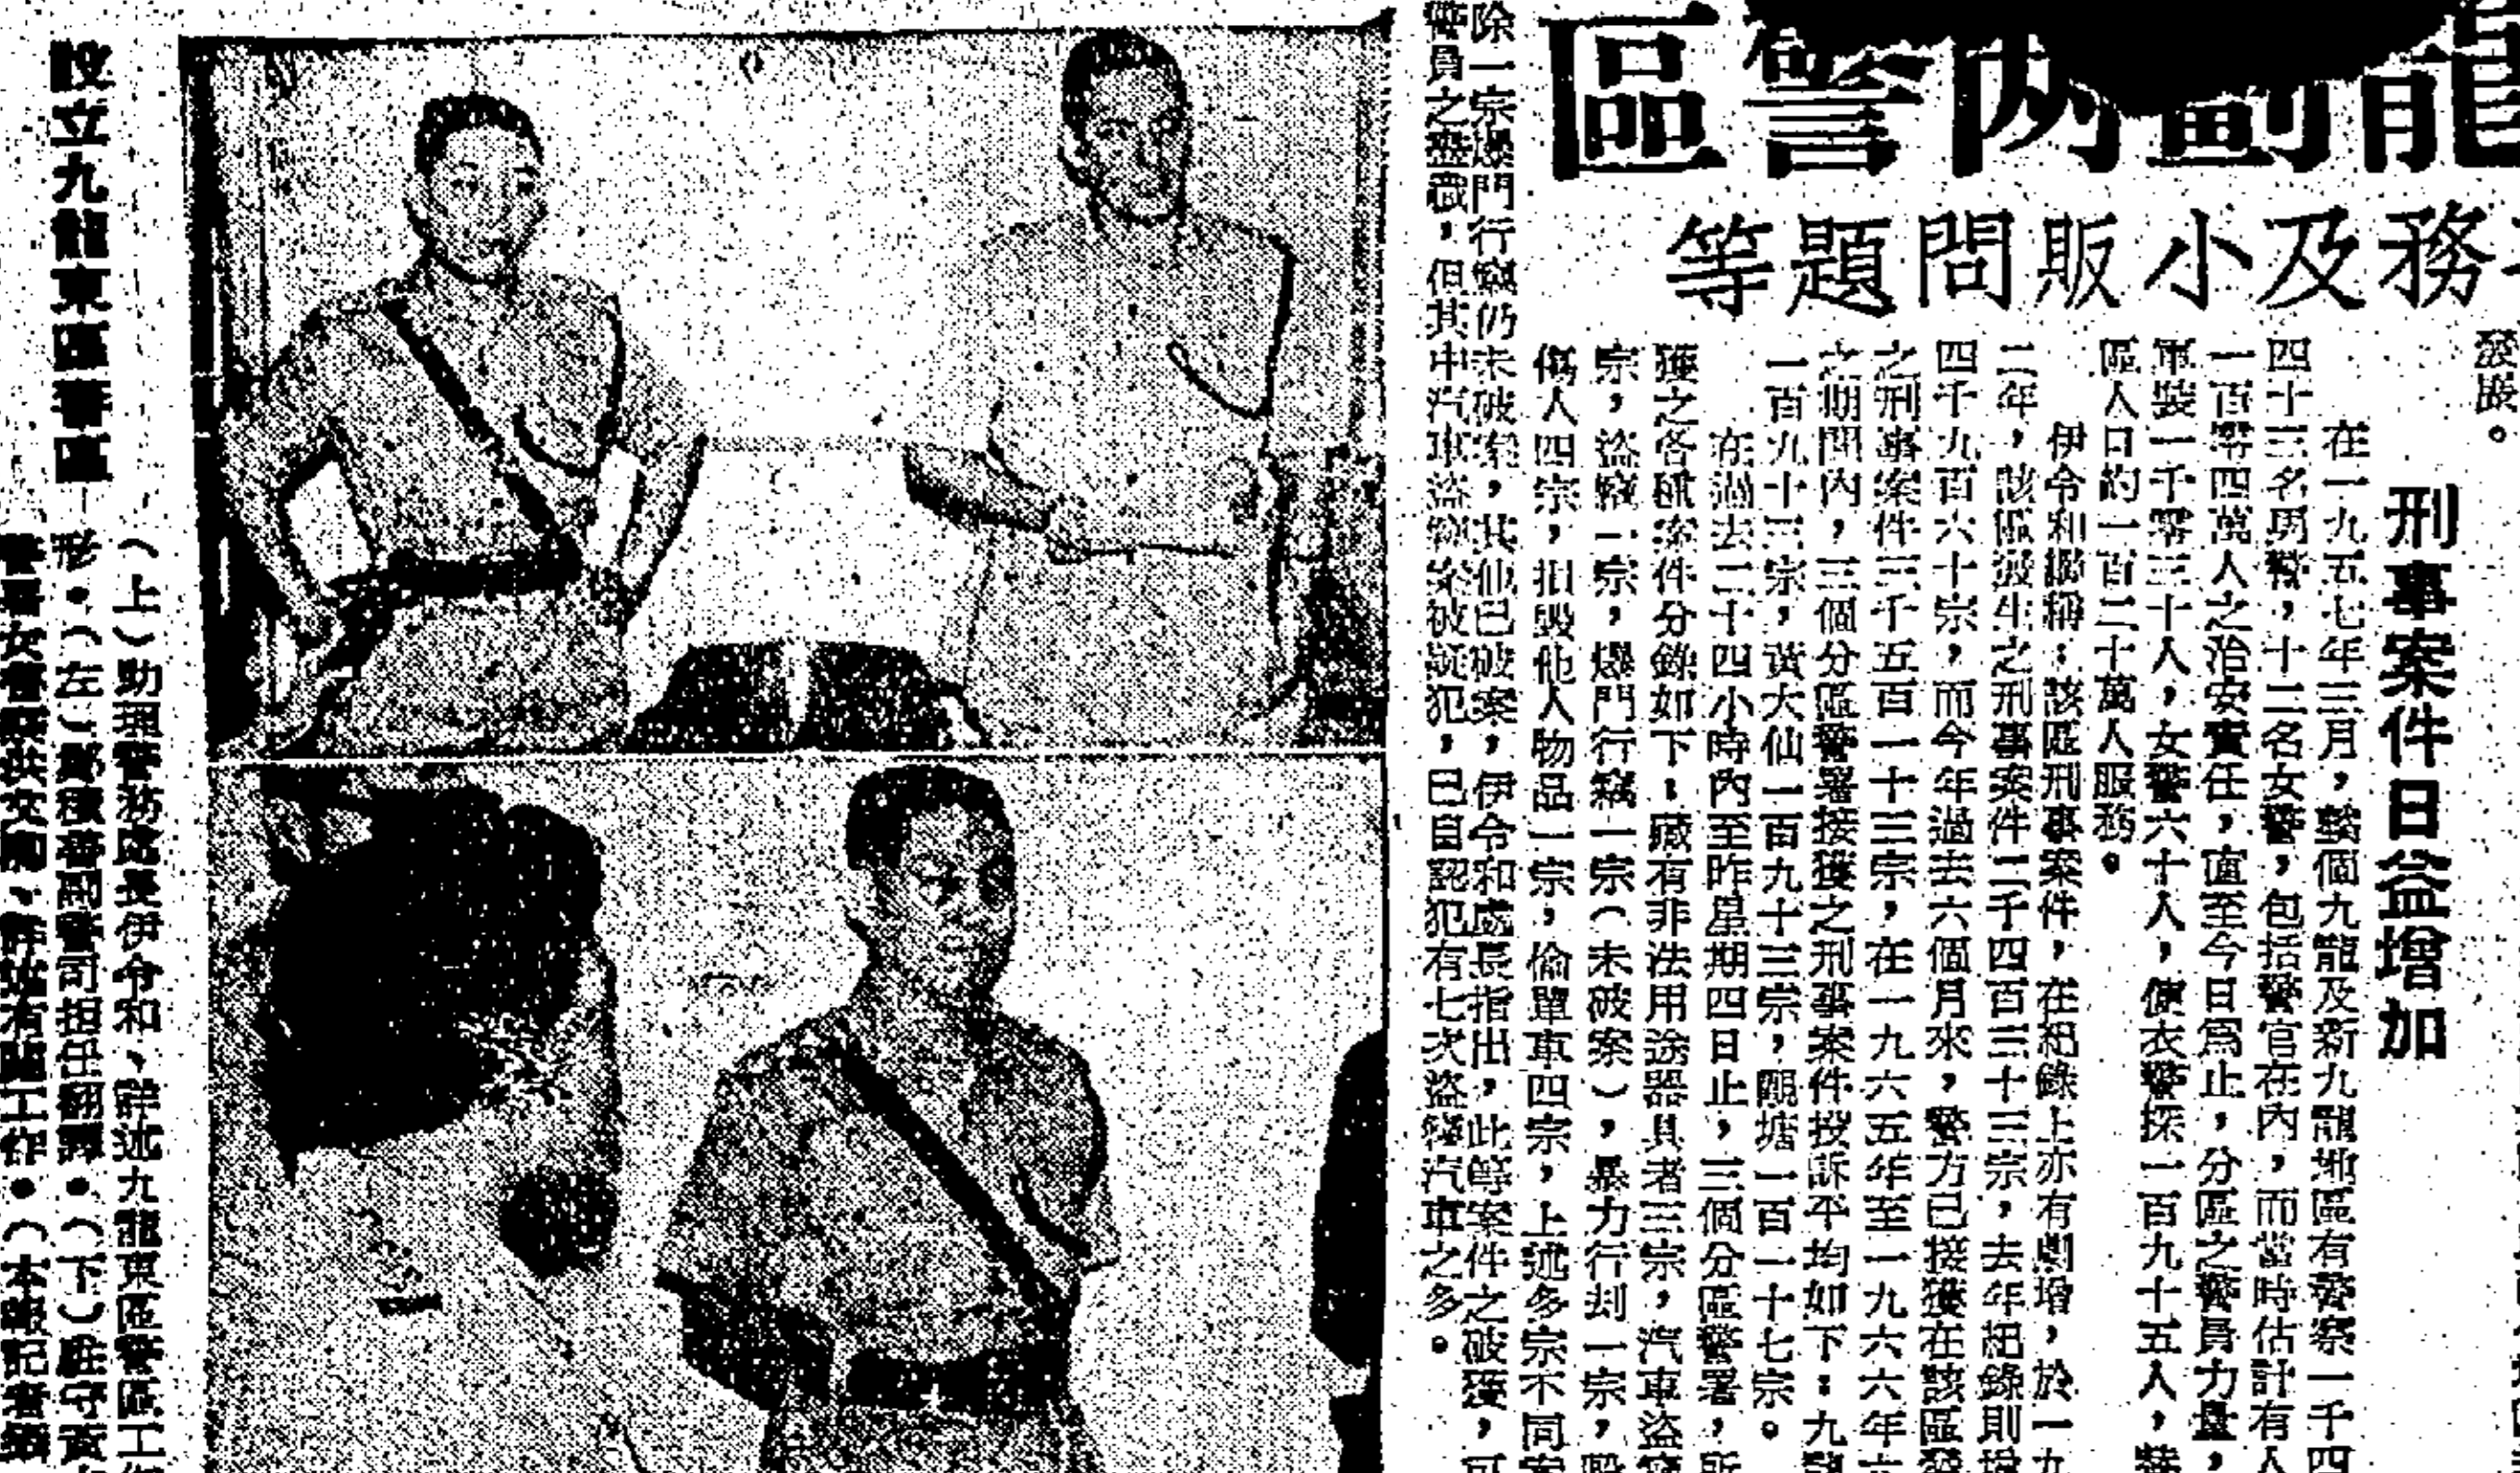 區警两劃龍
等題問販小及務
發展。
刑事案件日益增加
在一九五七年三月,整個九龍及新九龍地區有警察一千四
四十三名男警,十二名女警,包括警官在內,而當時估計有人
一百零四萬人之治安責任,直至今日為止,分區之警員力量,
軍裝一千零三十人,女警六十人,便衣警探一百九十五人,
區人口約一百二十萬人服務。
伊令和續稱:該區刑事案件,在紀錄上亦有劇增,於一九
二年,該區發生之刑事案件二千四百三十三宗,去年紀錄則增
四千九百六十宗,而今年過去六個月來,警方已接獲在該區發
之刑事案件三千五百一十三宗,在一九六五年至一九六六年
之期間內,三個分區警署接獲之刑事案件投訴平均如下:九龍
一百九十三宗,黃大仙一百九十三宗,觀塘一百一十七宗。
在過去二十四小時內至昨星期四日止,三個分區警署,所
獲之各種案件分錄如下:藏有非法用途器具者三宗,汽車盜竊
宗,盜竊一宗,爆門行竊一宗(未破案),暴力行刦一宗,毆
傷人四宗,損毀他人物品一宗,偷單車四宗,上述多宗不同案
除一宗爆門行竊仍未破案,其他已破案,伊令和處長指出,此等案件之破獲,可
警員之盡職,但其中汽車盜竊案被疑犯,已自認犯有七次盜竊汽車之多。
設立九龍東區警區
(上)助理警務處長伊令和、詳述九龍東區警區工作
形•(左)鄭積善副警司担任翻譯•(下)駐守黃大
警署女督察洪文和,詳述有關工作•(本報記者攝